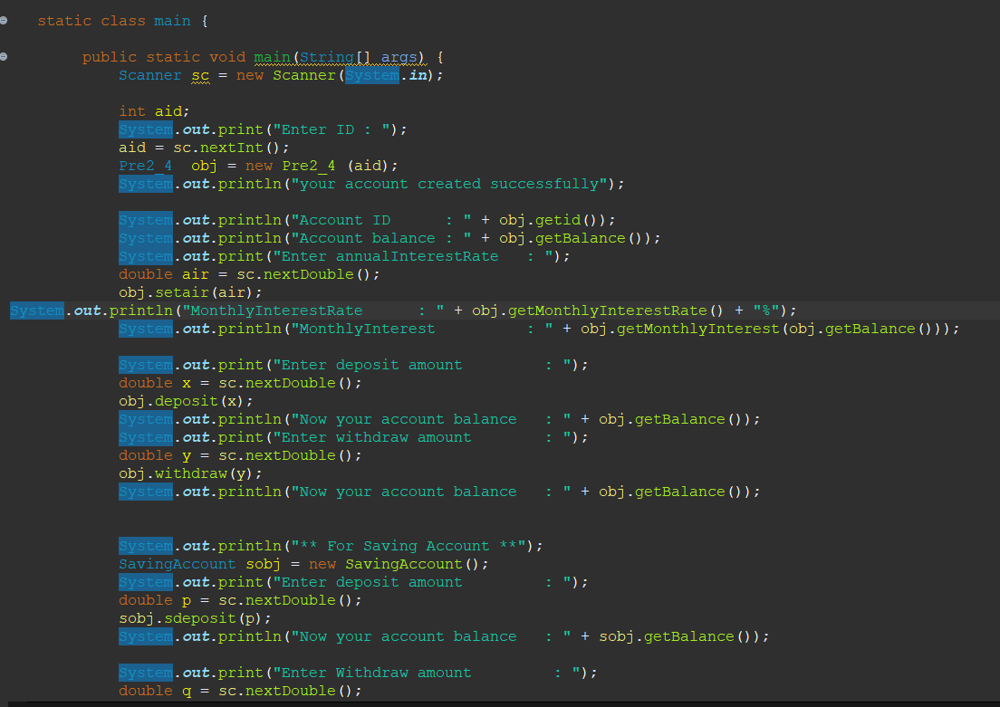 static class main {
public static void main(String[] args) {
Scanner sc = new Scanner(System.in);
int aid;
System.out.print("Enter ID : ");
aid = sc.nextInt();
Pre2_4  obj = new Pre2_4 (aid);
System.out.println("your account created successfully");
System.out.println("Account ID      : " + obj.getid());
System.out.println("Account balance : " + obj.getBalance());
System.out.print("Enter annualInterestRate   : ");
double air = sc.nextDouble();
obj.setair(air);
System.out.println("MonthlyInterestRate      : " + obj.getMonthlyInterestRate() + "%");
System.out.println("MonthlyInterest          : " + obj.getMonthlyInterest(obj.getBalance()));
System.out.print("Enter deposit amount         : ");
double x = sc.nextDouble();
obj.deposit(x);
System.out.println("Now your account balance   : " + obj.getBalance());
System.out.print("Enter withdraw amount        : ");
double y = sc.nextDouble();
obj.withdraw(y);
System.out.println("Now your account balance   : " + obj.getBalance());
System.out.println("** For Saving Account **");
SavingAccount sobj = new SavingAccount();
System.out.print("Enter deposit amount         : ");
double p = sc.nextDouble();
sobj.sdeposit(p);
System.out.println("Now your account balance   : " + sobj.getBalance());
System.out.print("Enter Withdraw amount         : ");
double q = sc.nextDouble();